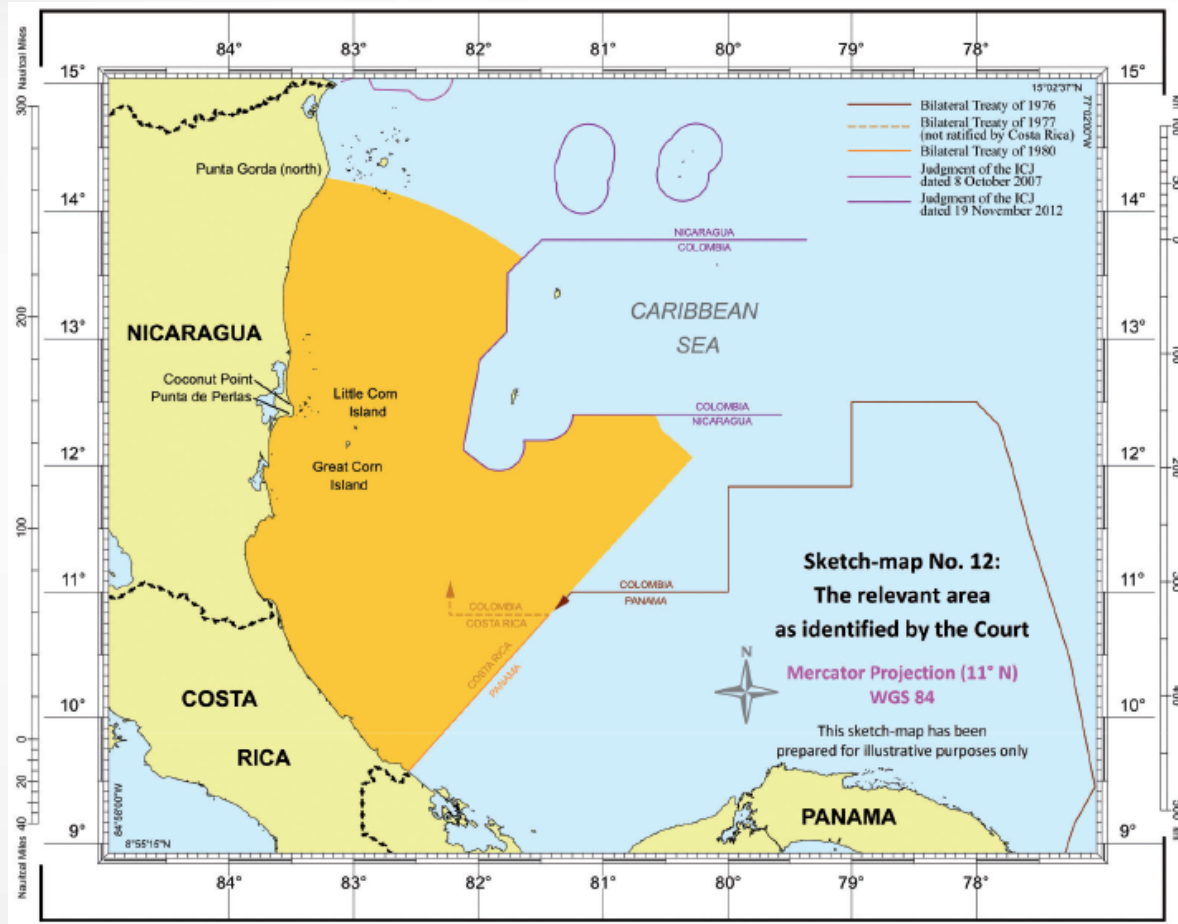 84°
83°
82°
81°
80°
79°
78°
Nautical Miles
15°
15°
15°02'37"N
77°02'00"W
300
Bilateral Treaty of 1976
Bilateral Treaty of 1977
(not ratified by Costa Rica)
Bilateral Treaty of 1980
Judgment of the ICJ
dated 8 October 2007
Judgment of the ICJ
dated 19 November 2012
Punta Gorda (north)
14°
14°
0
NICARAGUA
COLOMBIA
200
CARIBBEAN
SEA
13°
13°
NICARAGUA
Coconut Point
Punta de Perlas
Little Corn
Island
COLOMBIA
NICARAGUA
12°
12°
Great Corn
Island
100
11°
11°
Sketch-map No. 12:
The relevant area
as identified by the Court
COLOMBIA
PANAMA
COLOMBIA
COSTA RICA
COSTA RICA
PANAMA
N
Mercator Projection (11° N)
WGS 84
400
COSTA
RICA
10°
10°
This sketch-map has been
prepared for illustrative purposes only
0
20
40
PANAMA
9°
9°
8°55'15"N
Nautical Miles
84°
83°
82°
81°
80°
79°
78°